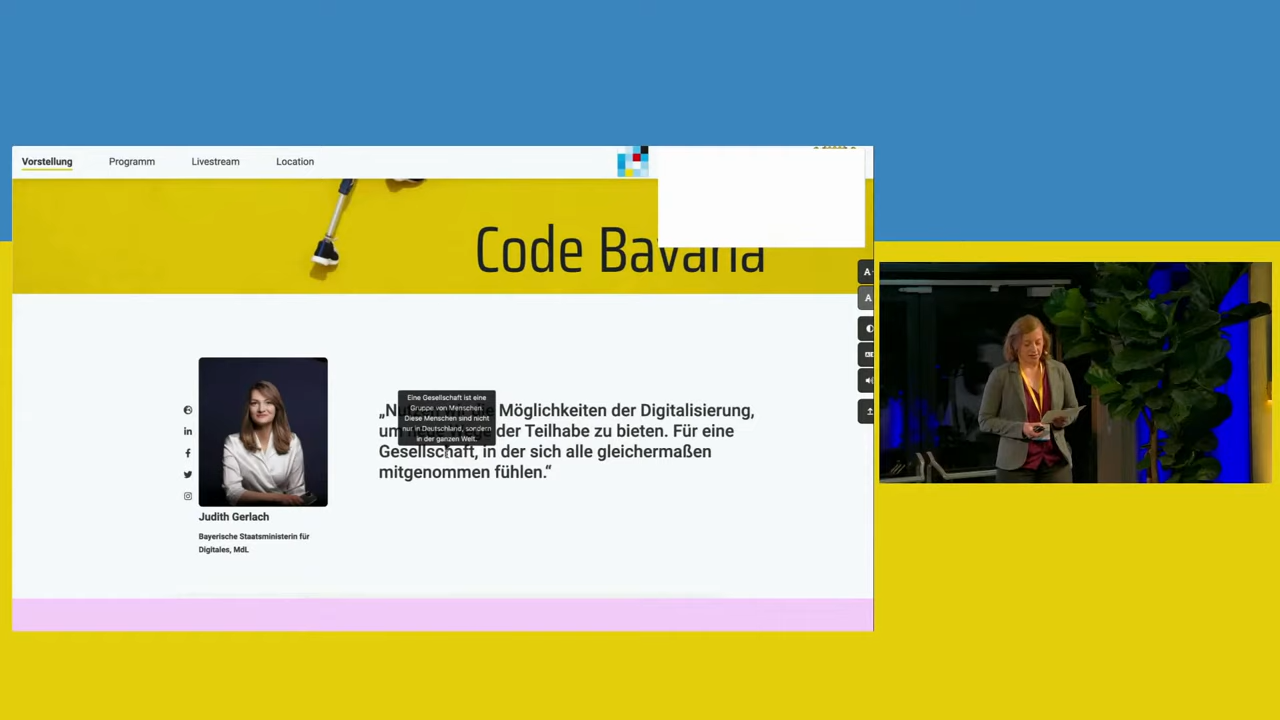 Vorstellung Programm Livestream Location
Code Bavaria
A
A
Eine Gesellschaft ist eine
Gruppe von Menschen.
Diese Menschen sind nicht
nur in Deutschland, sondern
in der ganzen Welt.
Möglichkeiten der Digitalisierung,
der Teilhabe zu bieten. Für eine
Gesellschaft, in der sich alle gleichermaßen
mitgenommen fühlen.“
Judith Gerlach
Bayerische Staatsministerin für
Digitales, MdL